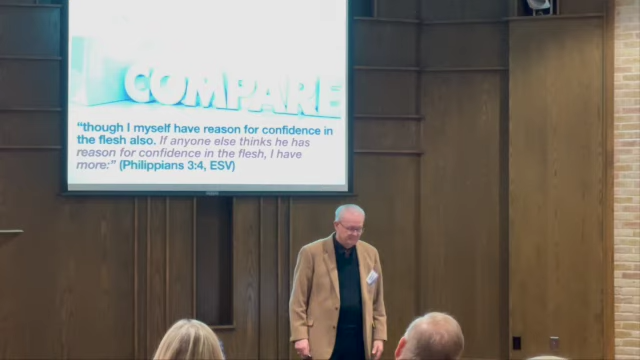 COMPARE
“though I myself have reason for confidence in
the flesh also. If anyone else thinks he has
reason for confidence in the flesh, I have
more:” (Philippians 3:4, ESV)